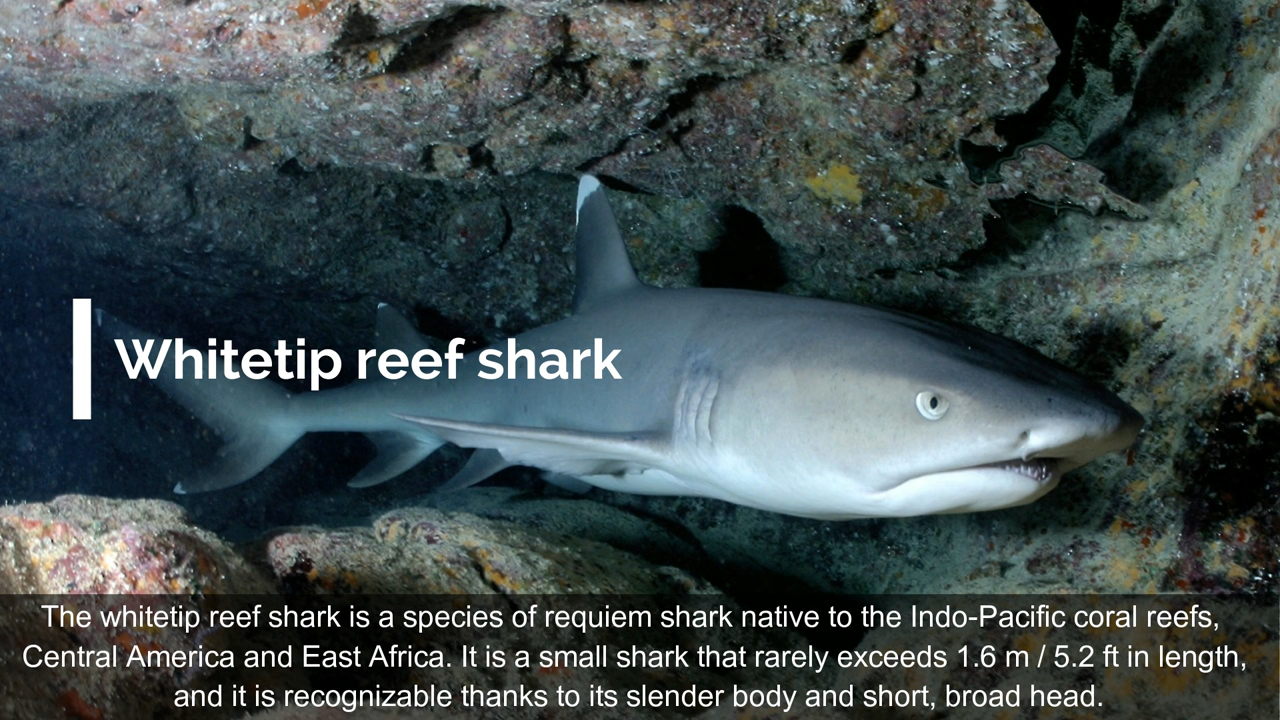 Whitetip reef shark
The whitetip reef shark is a species of requiem shark native to the Indo-Pacific coral reefs,
Central America and East Africa. It is a small shark that rarely exceeds 1.6 m / 5.2 ft in length,
and it is recognizable thanks to its slender body and short, broad head.